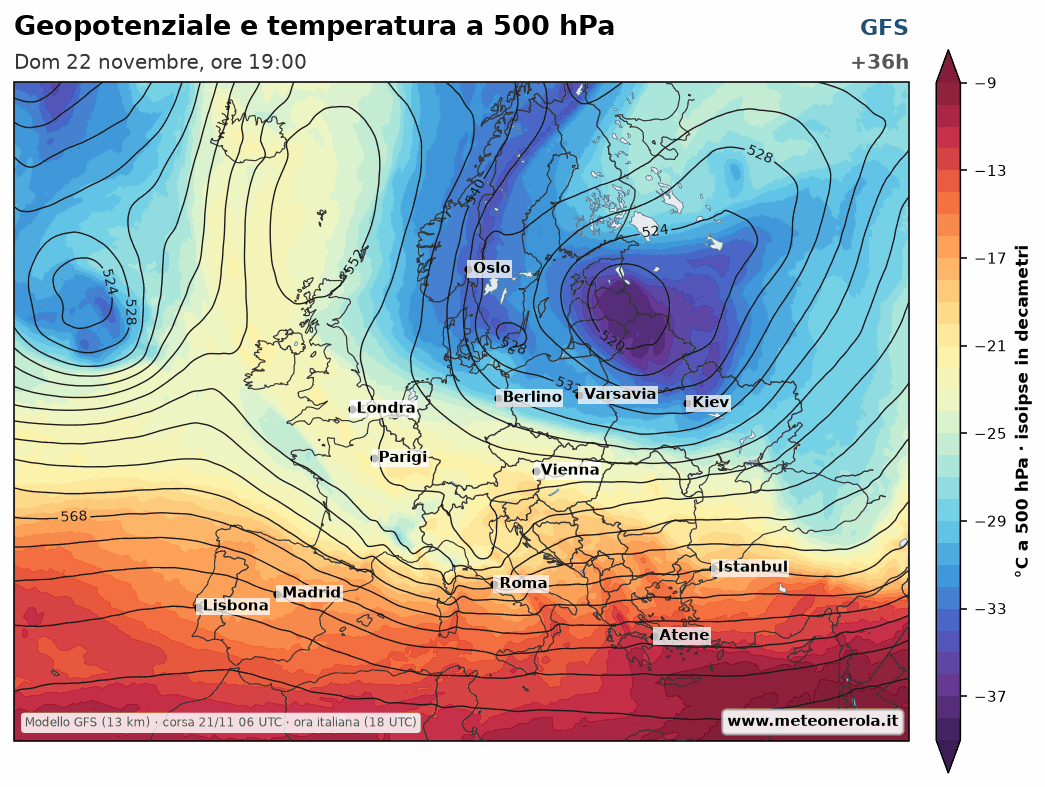 Geopotenziale e temperatura a 500 hPa
GFS
Dom 22 novembre, ore 19:00
+36h
528
524
540
552
524
528
Oslo
520
528
532
Berlino
Varsavia
Kiev
Londra
Parigi
Vienna
568
Istanbul
Roma
Madrid
Lisbona
Atene
Modello GFS (13 km) · corsa 21/11 06 UTC · ora italiana (18 UTC)
www.meteonerola.it
−9
−13
−17
−21
−25
−29
−33
−37
°C a 500 hPa · isoipse in decametri